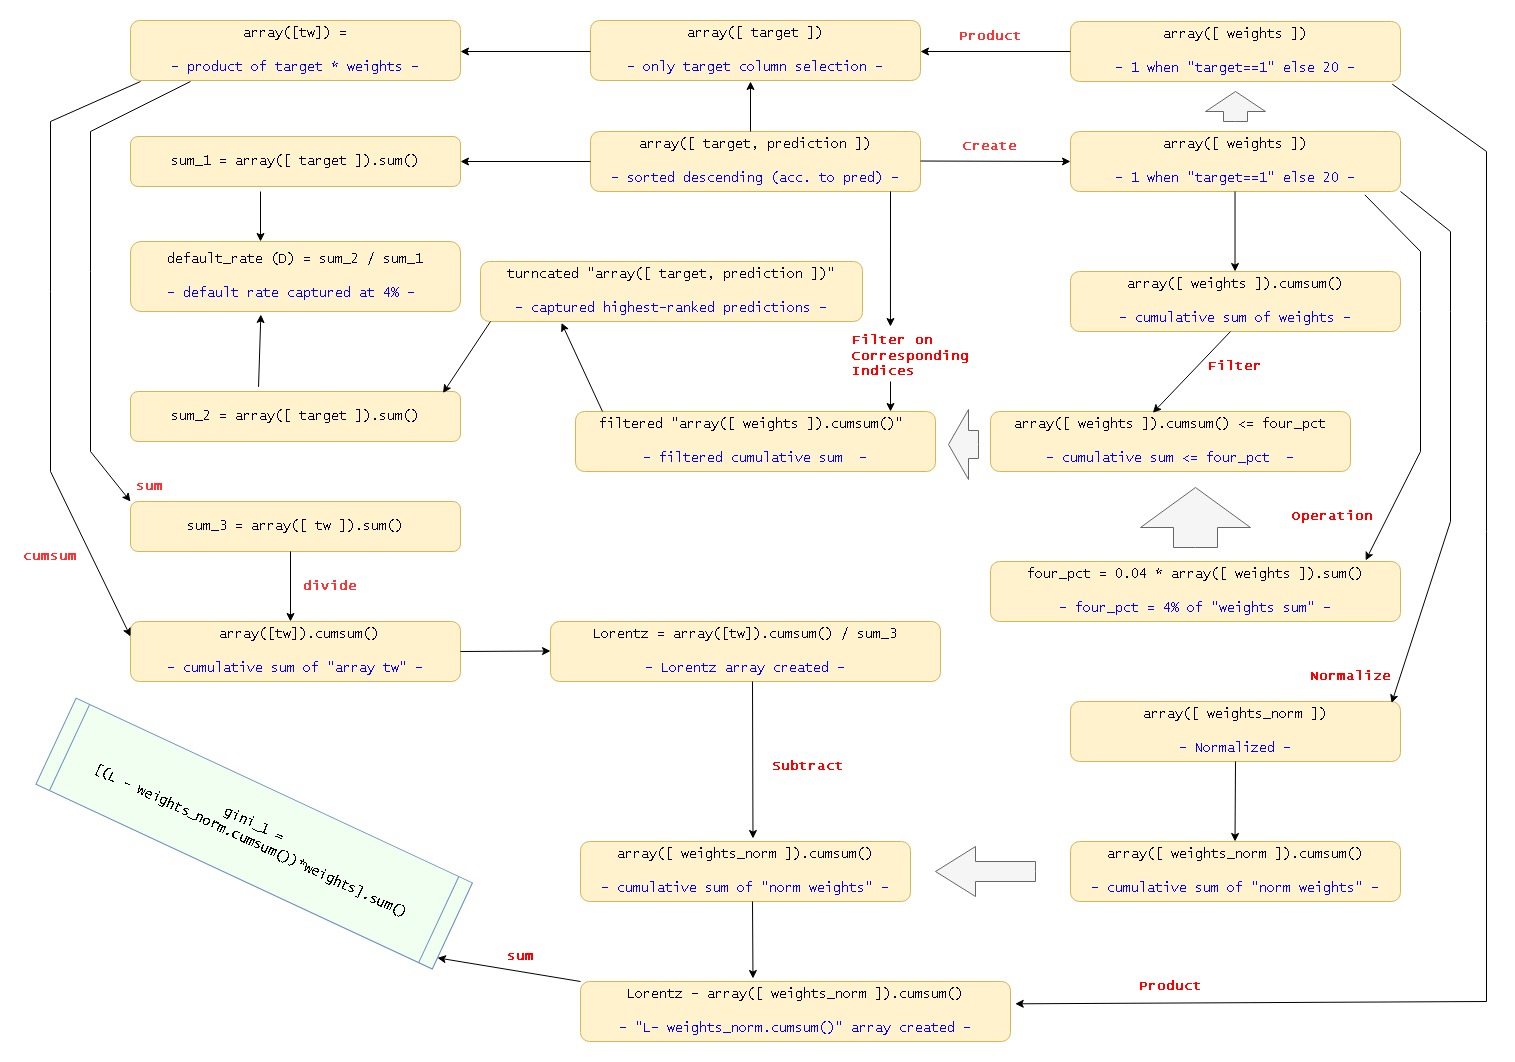 array([tw]) =
- product of target * weights -
array([ target ])
- only target column selection -
Product
array([ weights ])
- 1 when "target==1" else 20 -
sum_1 = array([ target ]).sum()
array([ target, prediction ])
- sorted descending (acc. to pred) -
Create
array([ weights ])
- 1 when "target==1" else 20 -
default_rate (D) = sum_2 / sum_1
- default rate captured at 4% -
turncated "array([ target, prediction ])"
- captured highest-ranked predictions -
array([ weights ]).cumsum()
- cumulative sum of weights -
Filter on
Corresponding
Indices
Filter
sum_2 = array([ target ]).sum()
filtered "array([ weights ]).cumsum()"
- filtered cumulative sum -
array([ weights ]).cumsum() <= four_pct
- cumulative sum <= four_pct -
sum
sum_3 = array([ tw ]).sum()
Operation
cumsum
divide
four_pct = 0.04 * array([ weights ]).sum()
- four_pct = 4% of "weights sum" -
array([tw]).cumsum()
- cumulative sum of "array tw" -
Lorentz = array([tw]).cumsum() / sum_3
- Lorentz array created -
Normalize
array([ weights_norm ])
- Normalized -
Subtract
gini_l =
[(L - weights_norm.cumsum())*weights].sum()
array([ weights_norm ]).cumsum()
- cumulative sum of "norm weights" -
array([ weights_norm ]).cumsum()
- cumulative sum of "norm weights" -
sum
Product
Lorentz - array([ weights_norm ]).cumsum()
- "L- weights_norm.cumsum()" array created -